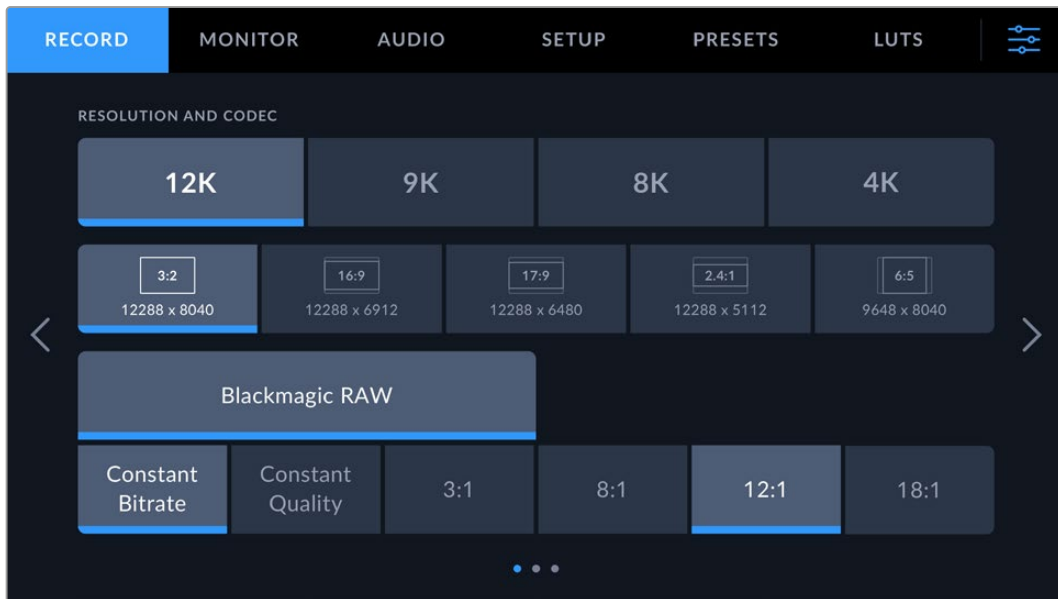 RECORD MONITOR AUDIO SETUP PRESETS LUTS
RESOLUTION AND CODEC
12K 9K 8K 4K
3:2 16:9 17:9 2.4:1 6:5
12288 x 8040 12288 x 6912 12288 x 6480 12288 x 5112 9648 x 8040
Blackmagic RAW
Constant Bitrate Constant Quality 3:1 8:1 12:1 18:1